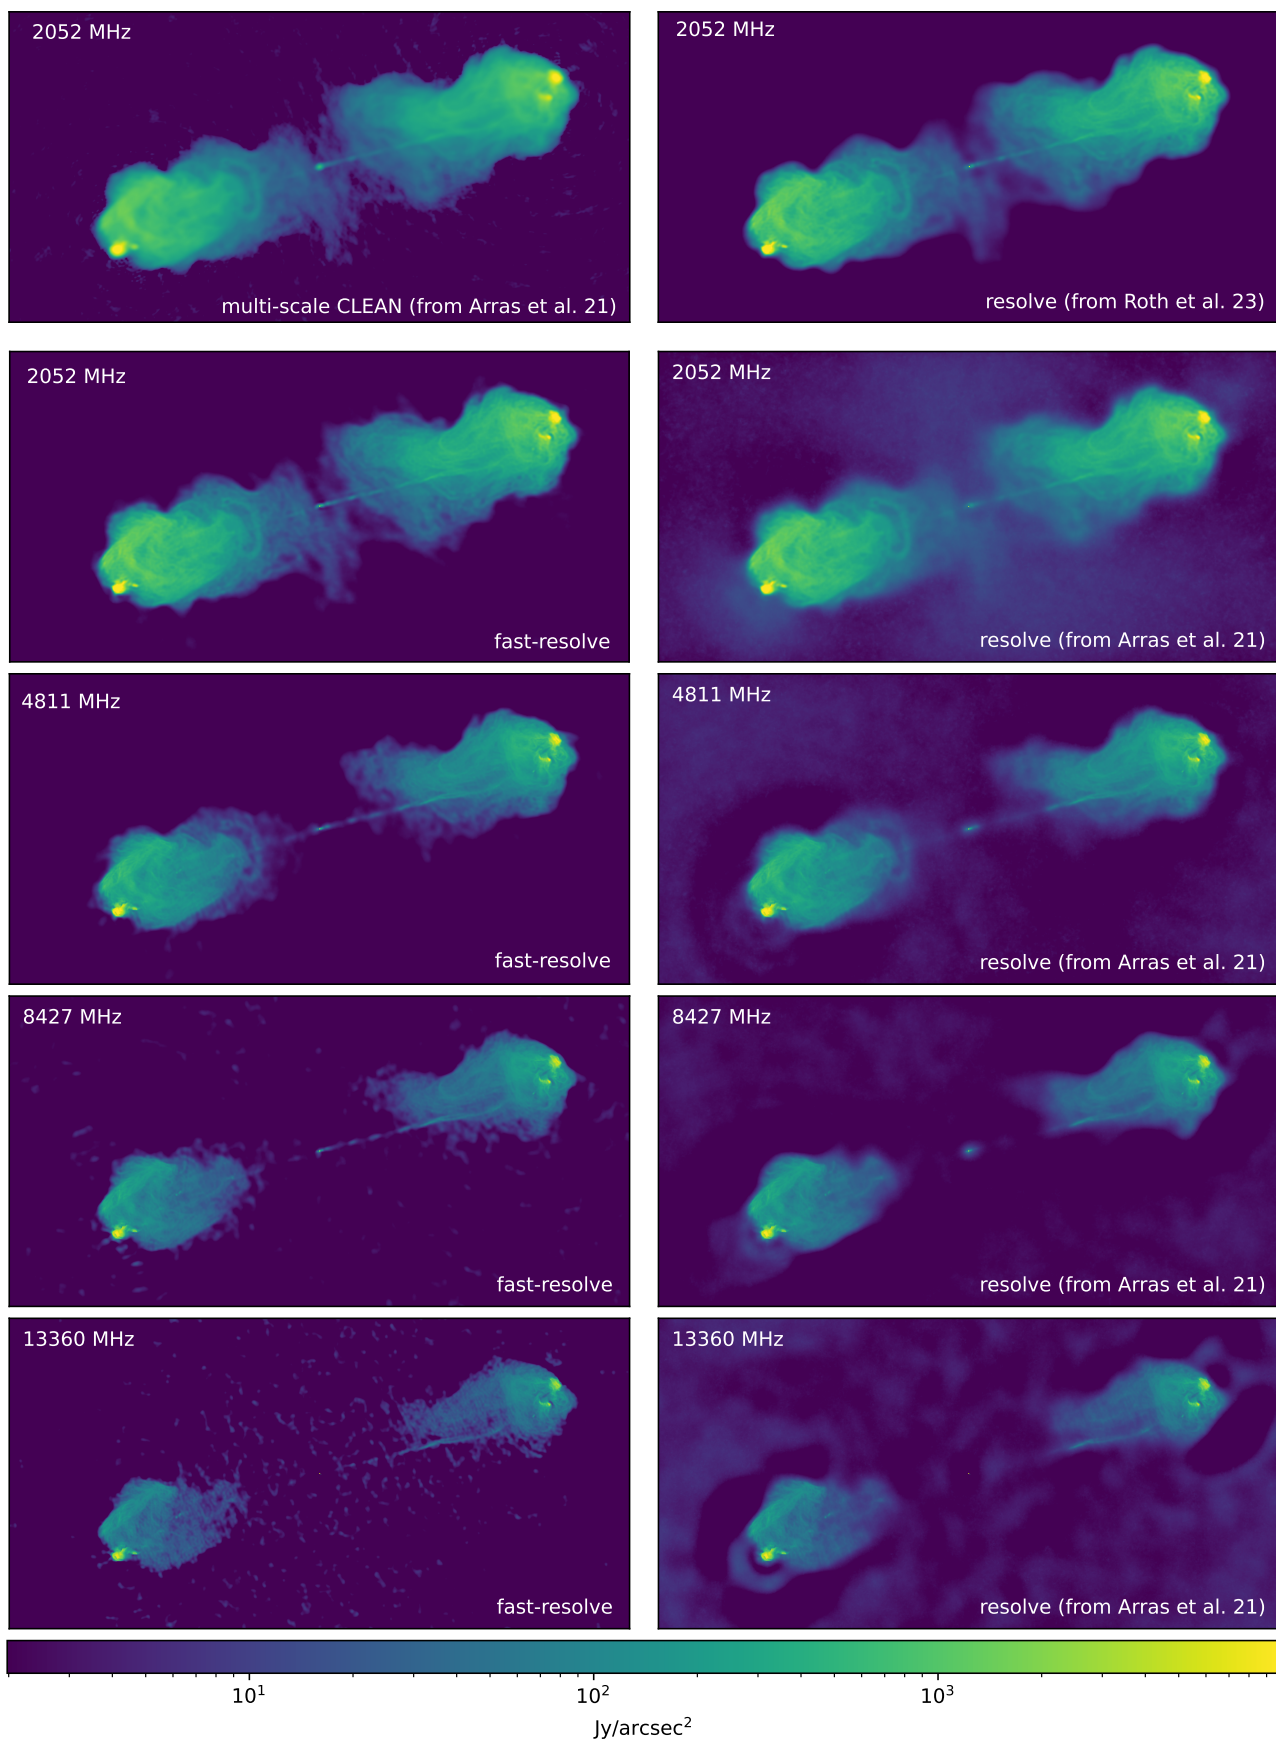 2052 MHz
multi-scale CLEAN (from Arras et al. 21)
2052 MHz
resolve (from Roth et al. 23)
2052 MHz
fast-resolve
2052 MHz
resolve (from Arras et al. 21)
4811 MHz
fast-resolve
4811 MHz
resolve (from Arras et al. 21)
8427 MHz
fast-resolve
8427 MHz
resolve (from Arras et al. 21)
13360 MHz
fast-resolve
13360 MHz
resolve (from Arras et al. 21)
10¹ 10² 10³
Jy/arcsec²